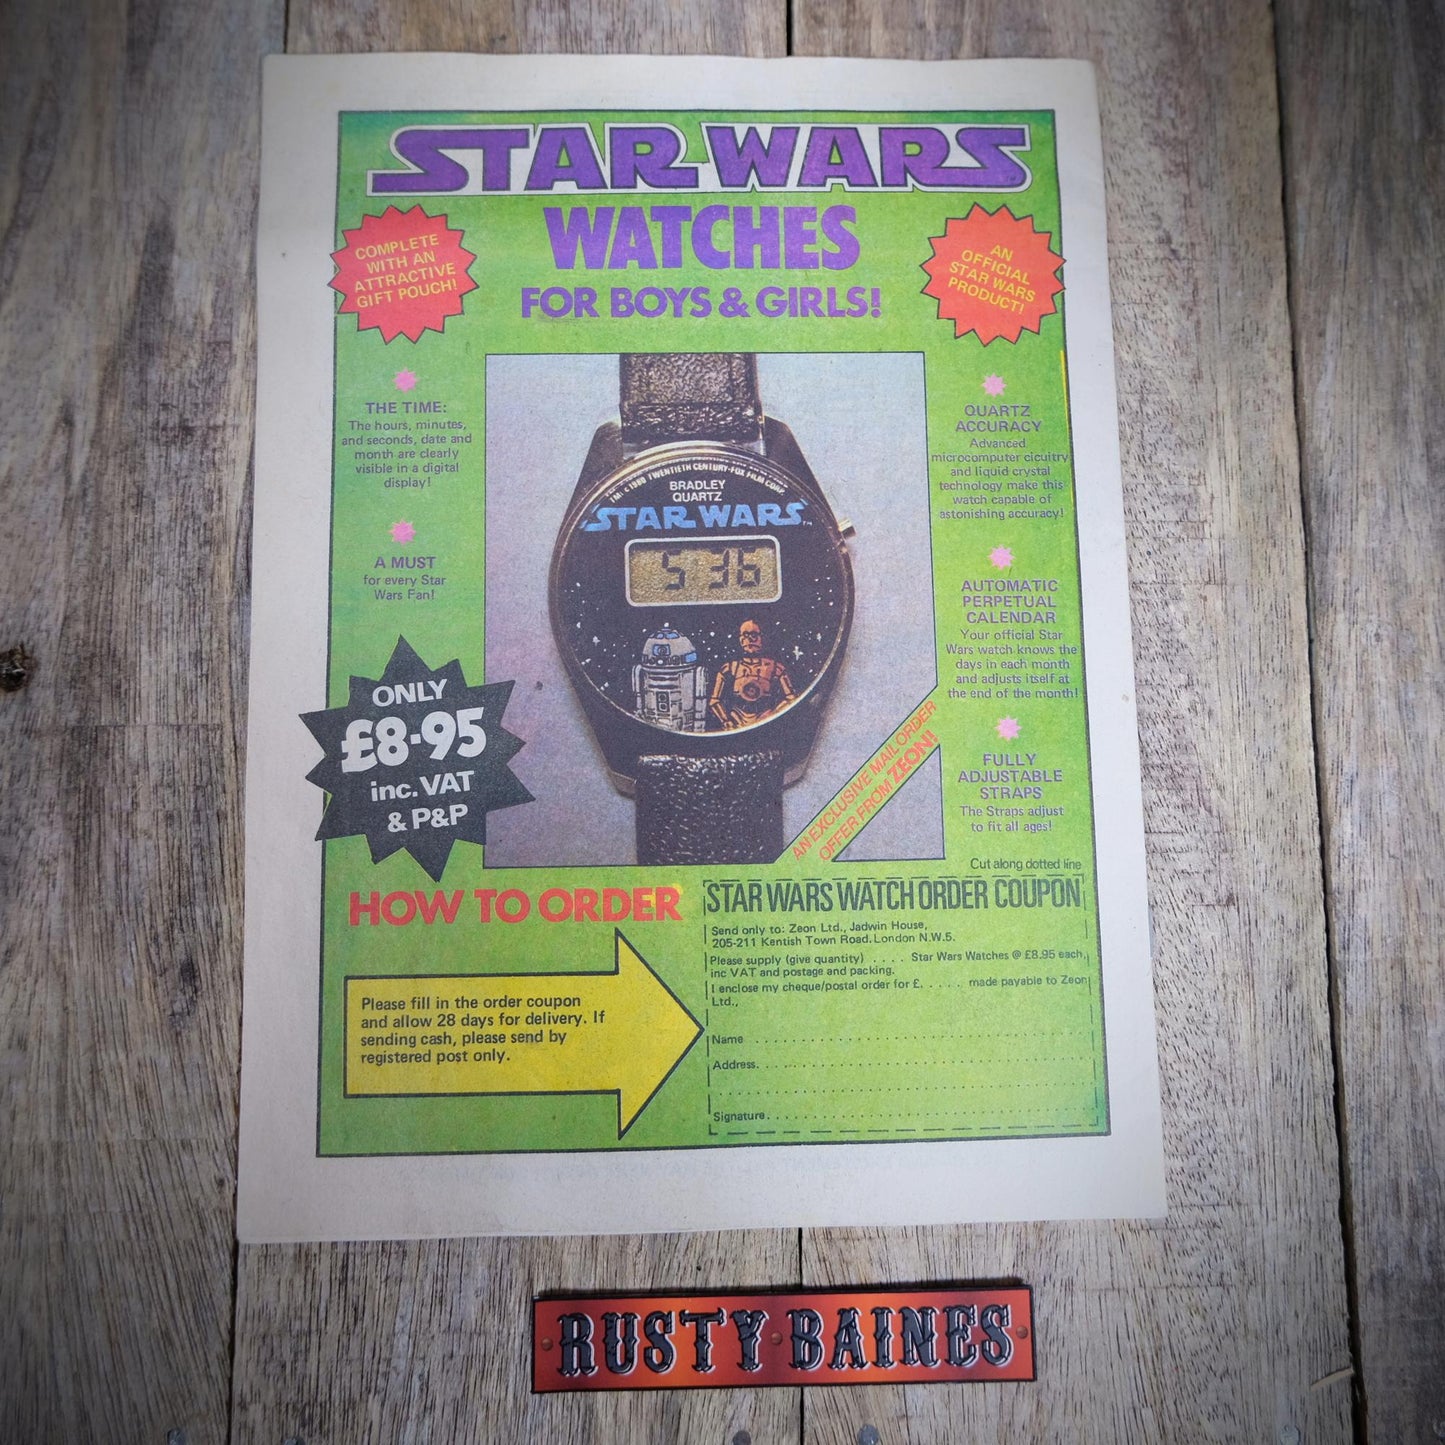 STAR WARS
WATCHES
FOR BOYS & GIRLS!
COMPLETE
WITH AN
ATTRACTIVE
GIFT POUCH!
AN
OFFICIAL
STAR WARS
PRODUCT!
THE TIME:
The hours, minutes,
and seconds, date and
month are clearly
visible in a digital
display!
A MUST
for every Star
Wars Fan!
ONLY
£8·95
inc. VAT
& P&P
TM: c 1980 TWENTIETH CENTURY-FOX FILM CORP.
BRADLEY
QUARTZ
STAR WARS
5 36
AN EXCLUSIVE MAIL ORDER
OFFER FROM ZEON!
QUARTZ
ACCURACY
Advanced
microcomputer cicuitry
and liquid crystal
technology make this
watch capable of
astonishing accuracy!
AUTOMATIC
PERPETUAL
CALENDAR
Your official Star
Wars watch knows the
days in each month
and adjusts itself at
the end of the month!
FULLY
ADJUSTABLE
STRAPS
The Straps adjust
to fit all ages!
HOW TO ORDER
Please fill in the order coupon
and allow 28 days for delivery. If
sending cash, please send by
registered post only.
Cut along dotted line
STAR WARS WATCH ORDER COUPON
Send only to: Zeon Ltd., Jadwin House,
205-211 Kentish Town Road. London N.W.5.
Please supply (give quantity) . . . . Star Wars Watches @ £8.95 each,
inc VAT and postage and packing.
I enclose my cheque/postal order for £. . . . . made payable to Zeon
Ltd.,
Name
Address.
Signature.
RUSTY BAINES